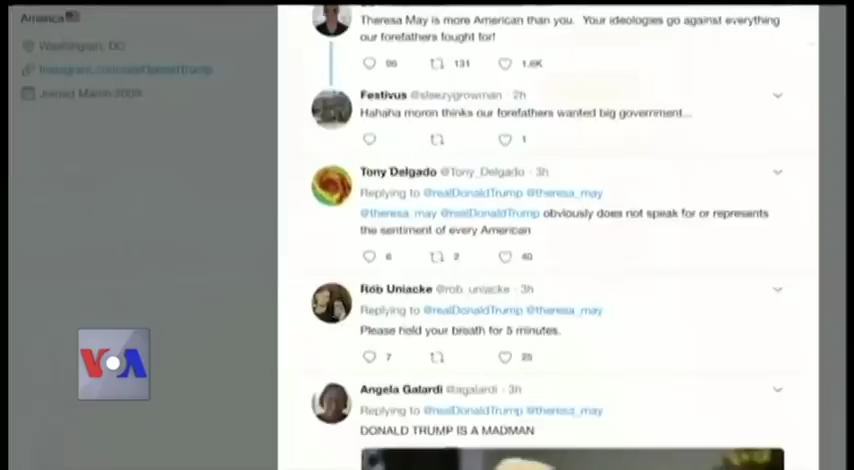 America
Washington, DC
Joined March 2009
Theresa May is more American than you. Your ideologies go against everything
our forefathers fought for!
96 131 1.6K
Festivus @sleezygrowman · 2h
Hahaha moron thinks our forefathers wanted big government...
1
Tony Delgado @Tony_Delgado · 3h
Replying to @realDonaldTrump @theresa_may
@theresa_may @realDonaldTrump obviously does not speak for or represents
the sentiment of every American
6 2 40
Rob Uniacke @rob_uniacke · 3h
Replying to @realDonaldTrump @theresa_may
Please hold your breath for 5 minutes.
7 25
VOA
Angela Galardi @agalardi · 3h
Replying to @realDonaldTrump @theresa_may
DONALD TRUMP IS A MADMAN